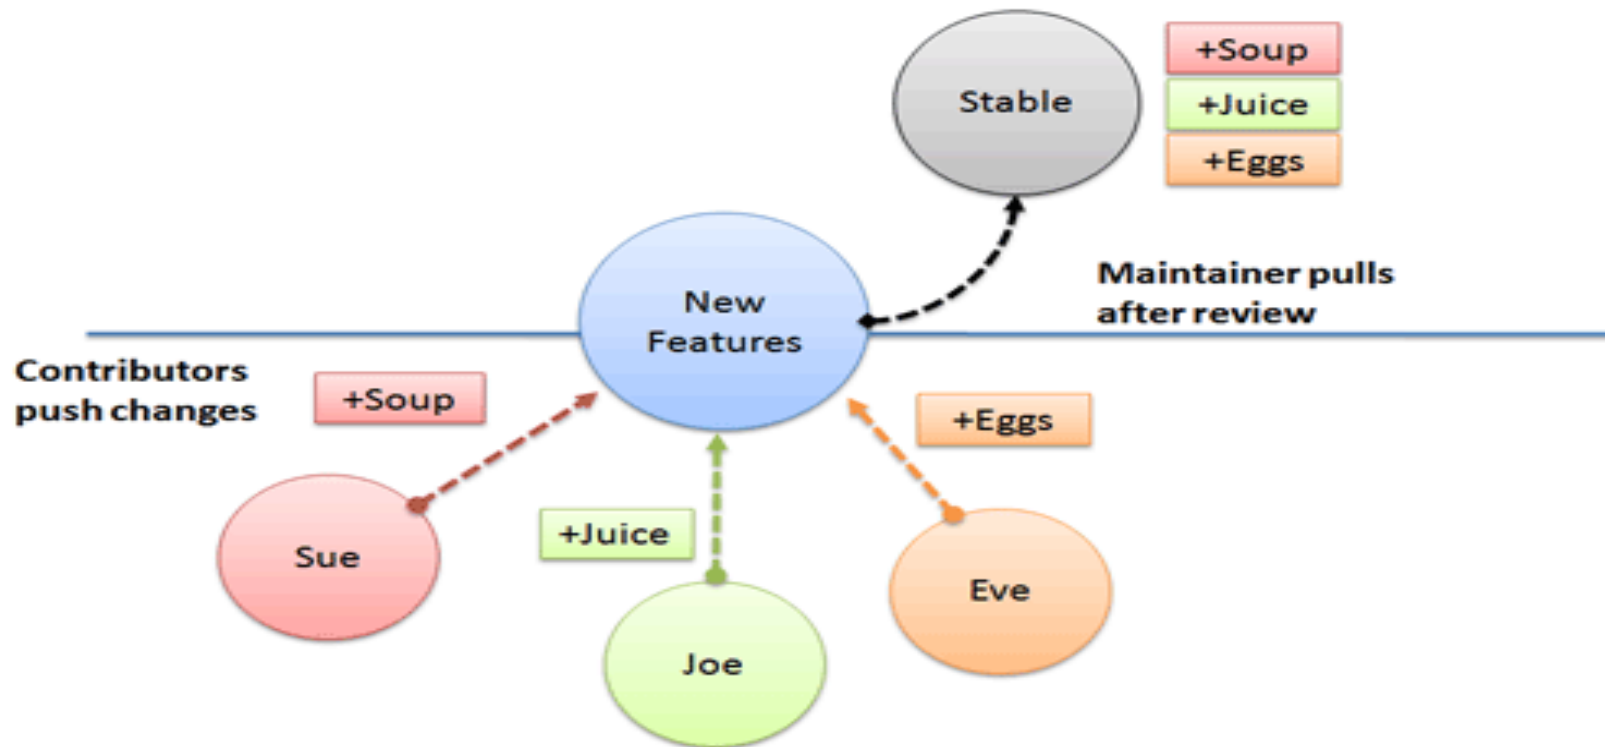 Stable
+Soup
+Juice
+Eggs
New
Features
Maintainer pulls
after review
Contributors
push changes
+Soup
+Eggs
+Juice
Sue
Joe
Eve